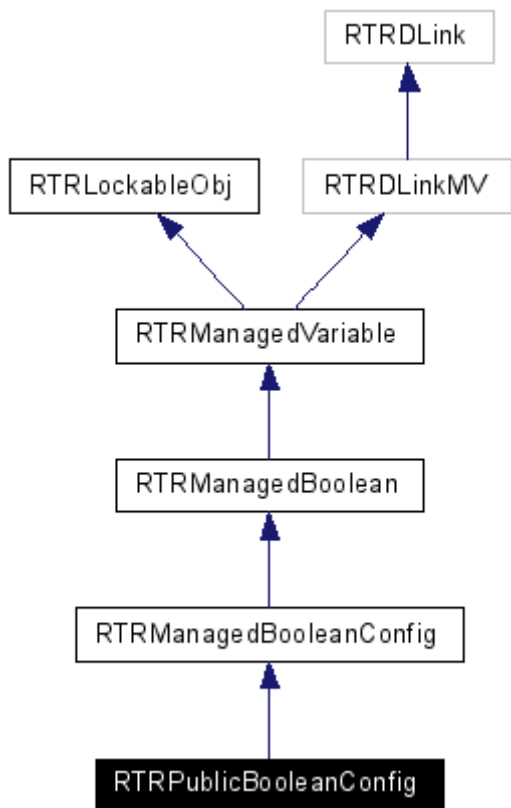 RTRDLink
RTRLockableObj
RTRDLinkMV
RTRManagedVariable
RTRManagedBoolean
RTRManagedBooleanConfig
RTRPublicBooleanConfig